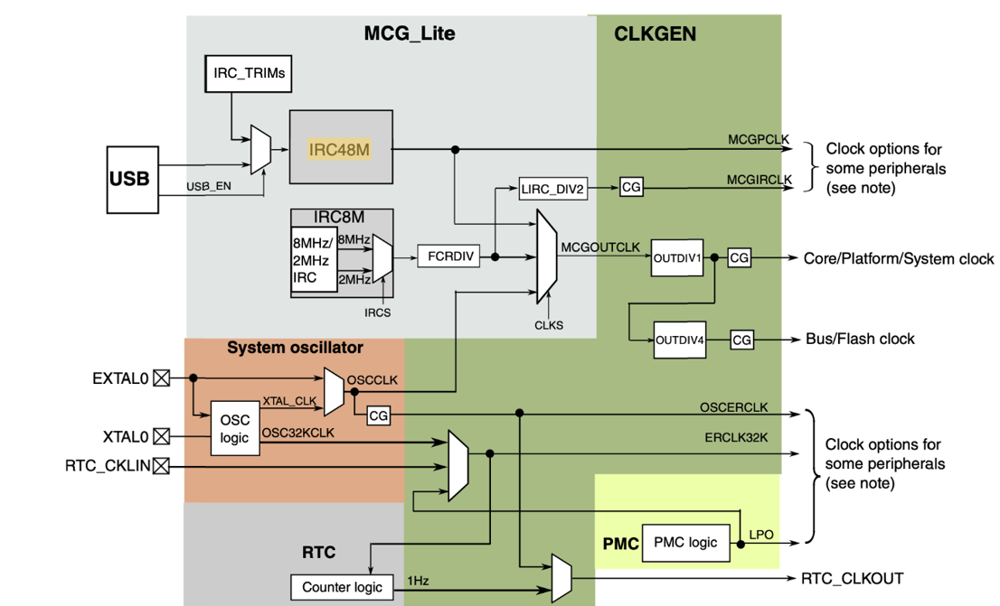 MCG_Lite
CLKGEN
IRC_TRIMs
IRC48M
MCGPCLK
Clock options for
some peripherals
(see note)
USB
USB_EN
LIRC_DIV2
CG
MCGIRCLK
IRC8M
8MHz/
2MHz
IRC
8MHz
2MHz
FCRDIV
MCGOUTCLK
OUTDIV1
CG
Core/Platform/System clock
IRCS
CLKS
OUTDIV4
CG
Bus/Flash clock
System oscillator
EXTAL0
OSCCLK
XTAL_CLK
OSC
logic
CG
OSCERCLK
XTAL0
OSC32KCLK
ERCLK32K
Clock options for
some peripherals
(see note)
RTC_CKLIN
PMC
PMC logic
LPO
RTC
Counter logic
1Hz
RTC_CLKOUT